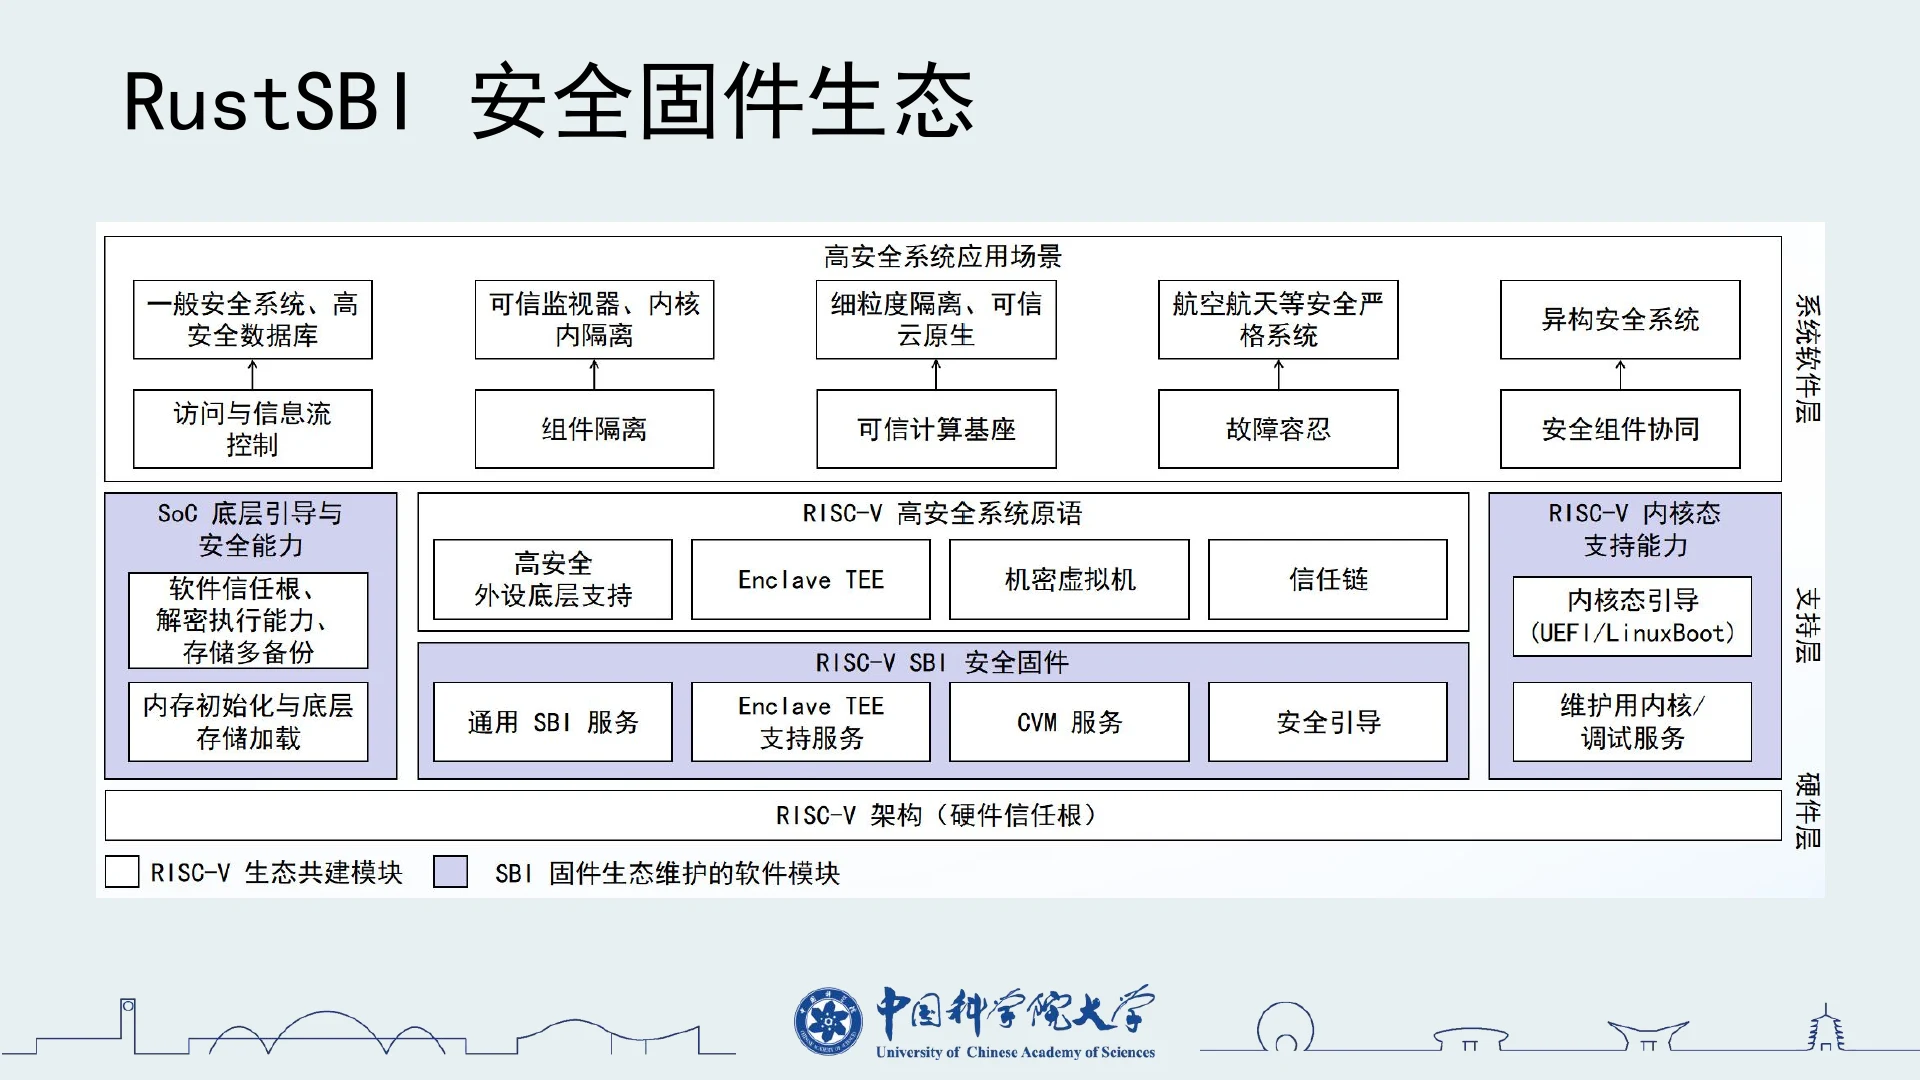 RustSBI 安全固件生态
高安全系统应用场景
一般安全系统、高
安全数据库
可信监视器、内核
内隔离
细粒度隔离、可信
云原生
航空航天等安全严
格系统
异构安全系统
访问与信息流
控制
组件隔离
可信计算基座
故障容忍
安全组件协同
系统软件层
SoC 底层引导与
安全能力
软件信任根、
解密执行能力、
存储多备份
内存初始化与底层
存储加载
RISC-V 高安全系统原语
高安全
外设底层支持
Enclave TEE
机密虚拟机
信任链
RISC-V SBI 安全固件
通用 SBI 服务
Enclave TEE
支持服务
CVM 服务
安全引导
RISC-V 内核态
支持能力
内核态引导
(UEFI/LinuxBoot)
维护用内核/
调试服务
支持层
RISC-V 架构（硬件信任根）
硬件层
RISC-V 生态共建模块
SBI 固件生态维护的软件模块
中国科学院大学
University of Chinese Academy of Sciences